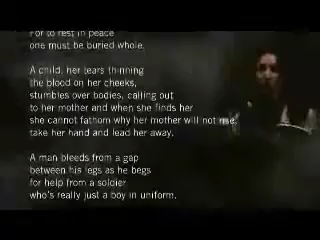 For to rest in peace
one must be buried whole.
A child, her tears thinning
the blood on her cheeks,
stumbles over bodies, calling out
to her mother and when she finds her
she cannot fathom why her mother will not rise,
take her hand and lead her away.
A man bleeds from a gap
between his legs as he begs
for help from a soldier
who's really just a boy in uniform.